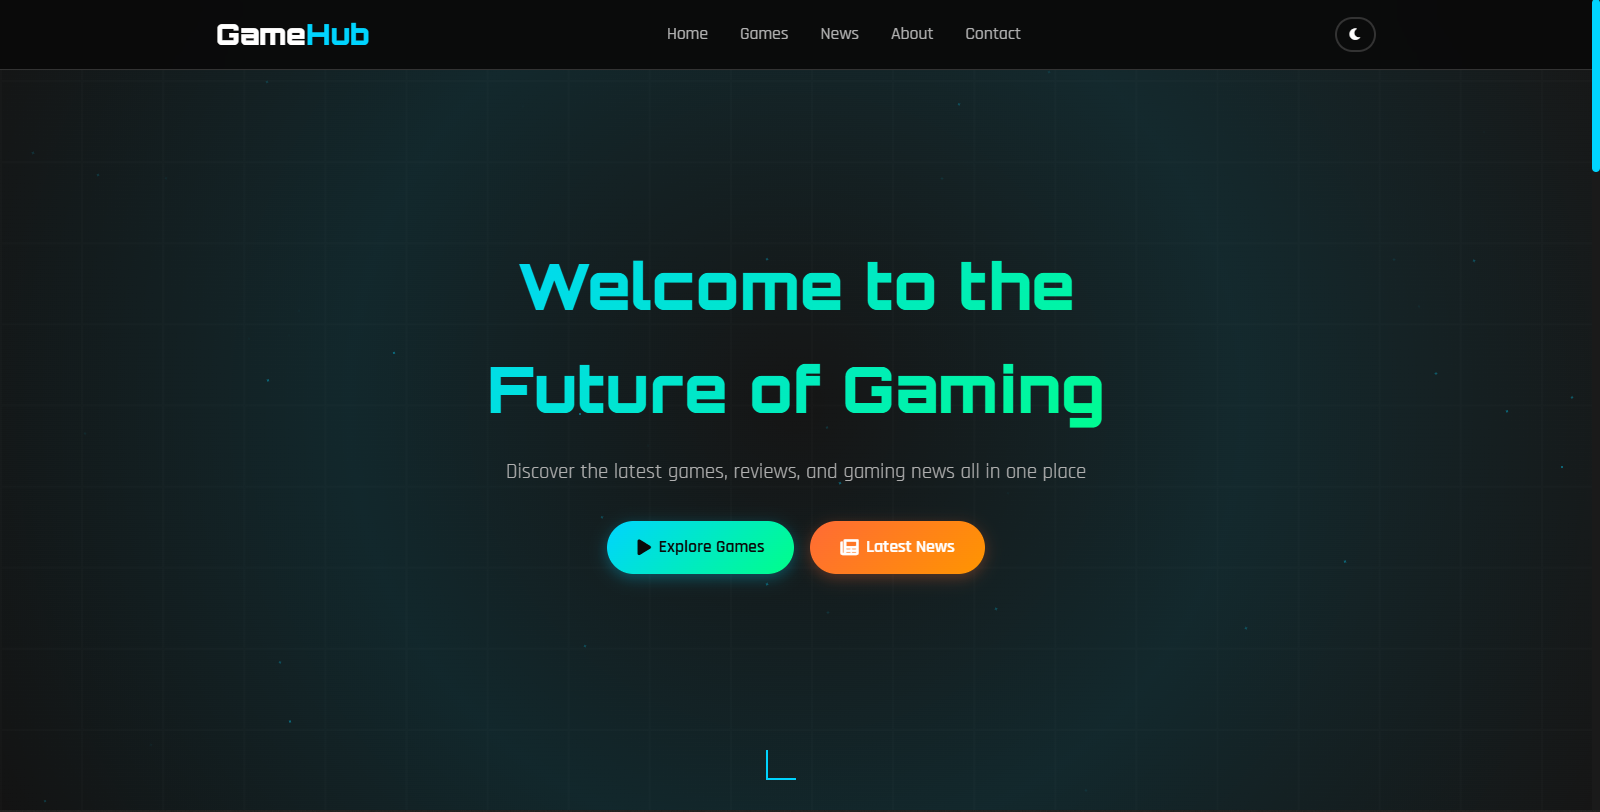 GameHub
Home Games News About Contact
Welcome to the
Future of Gaming
Discover the latest games, reviews, and gaming news all in one place
Explore Games
Latest News